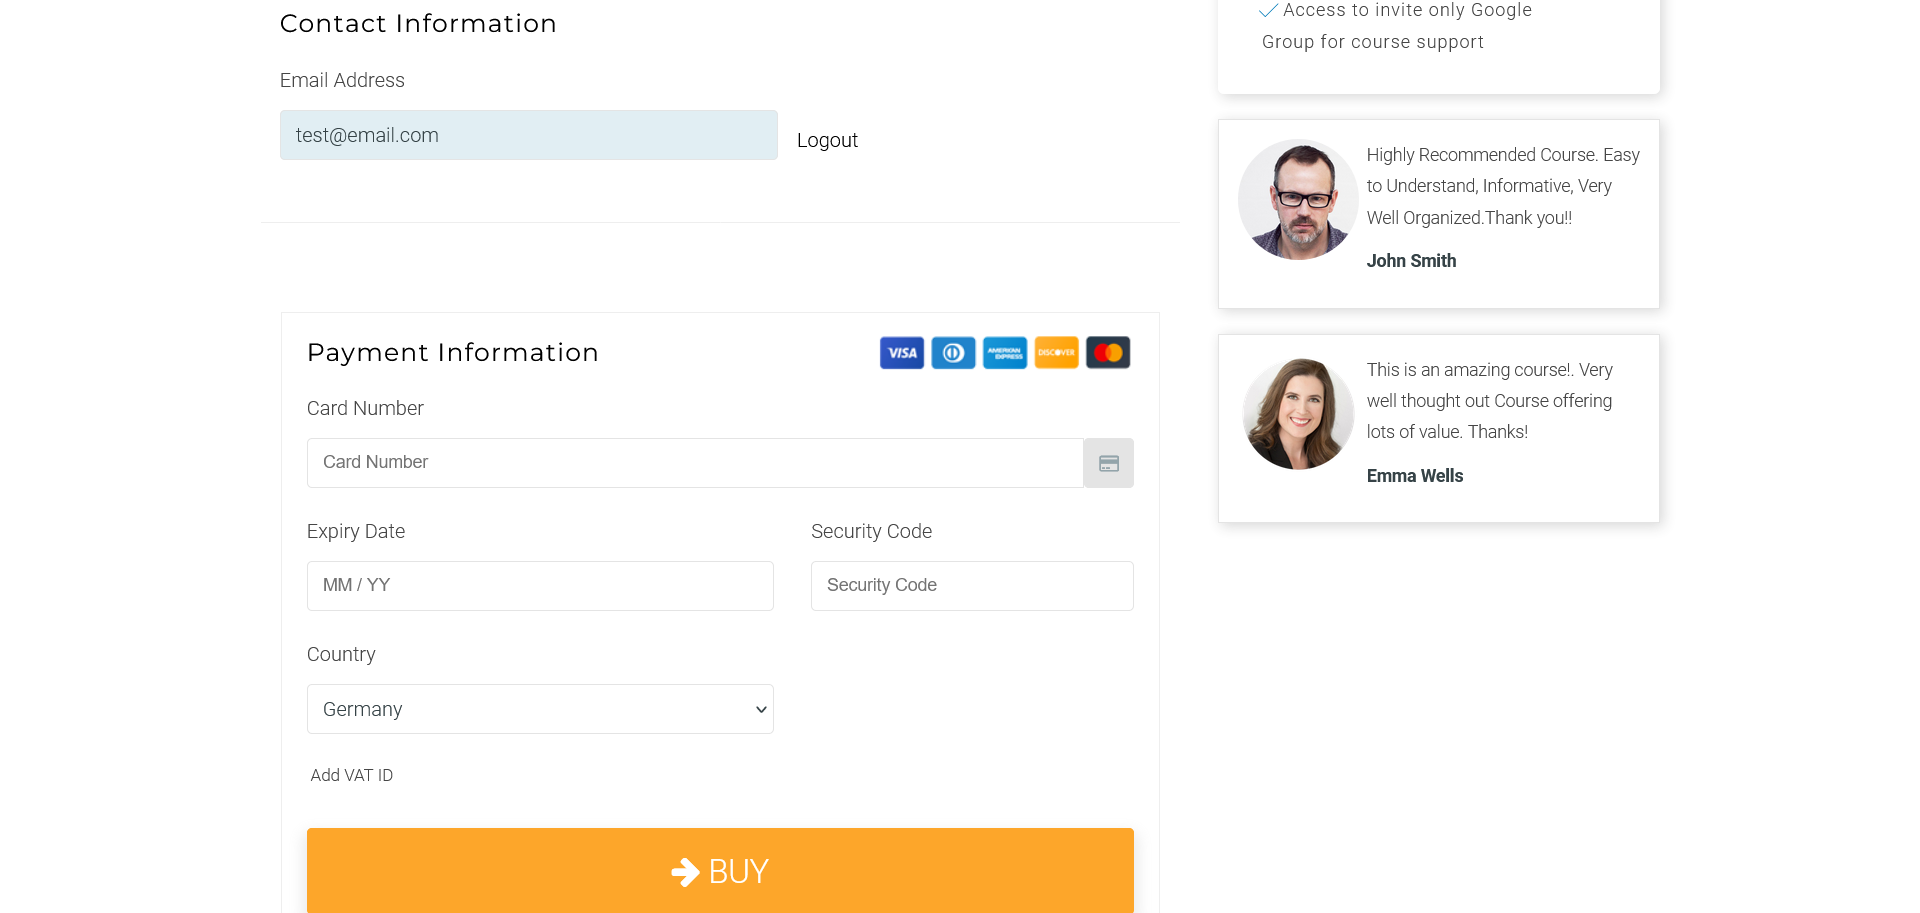 Contact Information
Email Address
test@email.com
Logout
Payment Information
VISA
AMERICAN
EXPRESS
DISCOVER
Card Number
Card Number
Expiry Date
Security Code
MM / YY
Security Code
Country
Germany
Add VAT ID
BUY
Access to invite only Google
Group for course support
Highly Recommended Course. Easy
to Understand, Informative, Very
Well Organized.Thank you!!
John Smith
This is an amazing course!. Very
well thought out Course offering
lots of value. Thanks!
Emma Wells